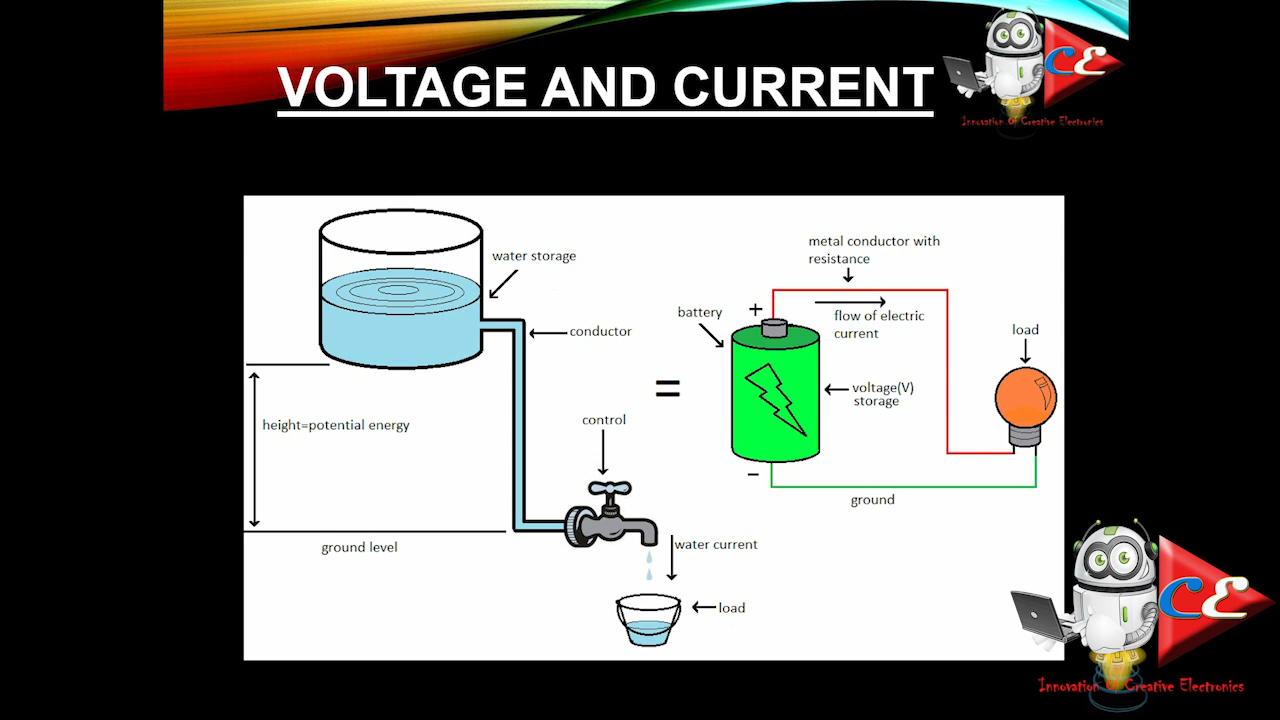 VOLTAGE AND CURRENT
CE
Innovation Of Creative Electronics
water storage
conductor
height=potential energy
control
ground level
water current
load
=
metal conductor with
resistance
battery
+
flow of electric
current
load
voltage(V)
storage
−
ground
CE
Innovation Of Creative Electronics